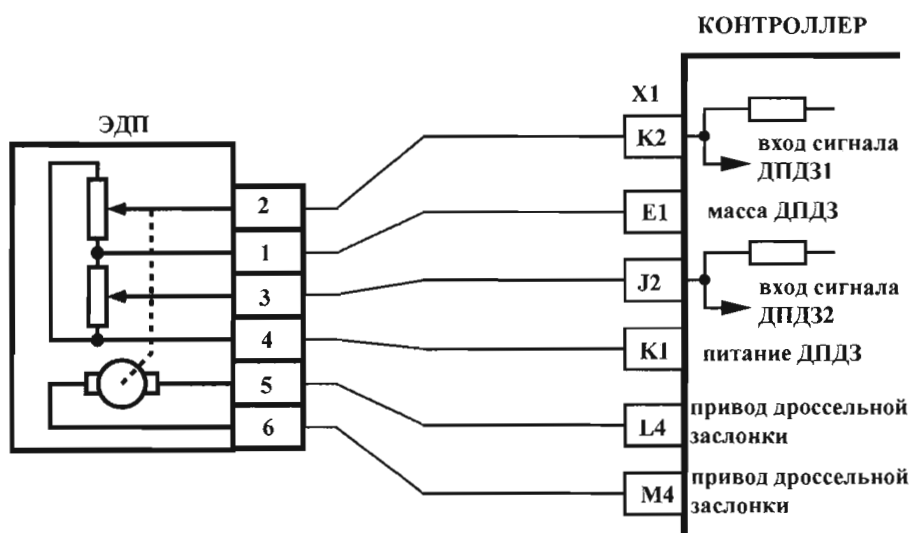 КОНТРОЛЛЕР
X1
ЭДП
K2
вход сигнала
ДПДЗ1
2
E1
масса ДПДЗ
1
J2
вход сигнала
ДПДЗ2
3
K1
питание ДПДЗ
4
5
L4
привод дроссельной
заслонки
6
M4
привод дроссельной
заслонки